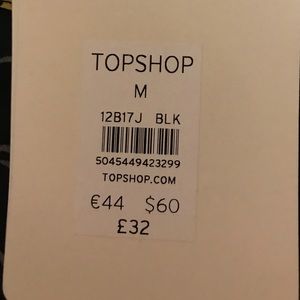 TOPSHOP
M
12B17J BLK
5045449423299
TOPSHOP.COM
€44 $60
£32